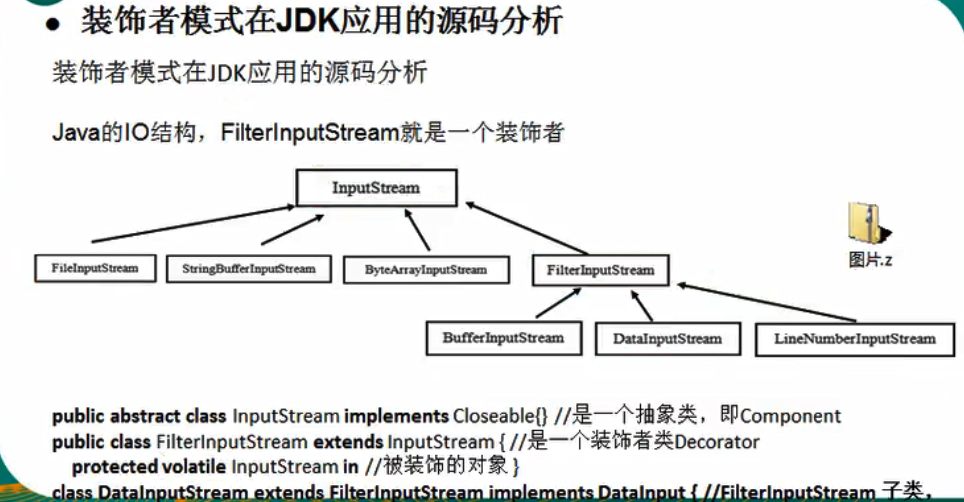 ● 装饰者模式在JDK应用的源码分析
装饰者模式在JDK应用的源码分析
Java的IO结构，FilterInputStream就是一个装饰者
InputStream
图片.z
FileInputStream
StringBufferInputStream
ByteArrayInputStream
FilterInputStream
BufferInputStream
DataInputStream
LineNumberInputStream
public abstract class InputStream implements Closeable{} //是一个抽象类，即Component
public class FilterInputStream extends InputStream { //是一个装饰者类Decorator
protected volatile InputStream in //被装饰的对象 }
class DataInputStream extends FilterInputStream implements DataInput { //FilterInputStream 子类，